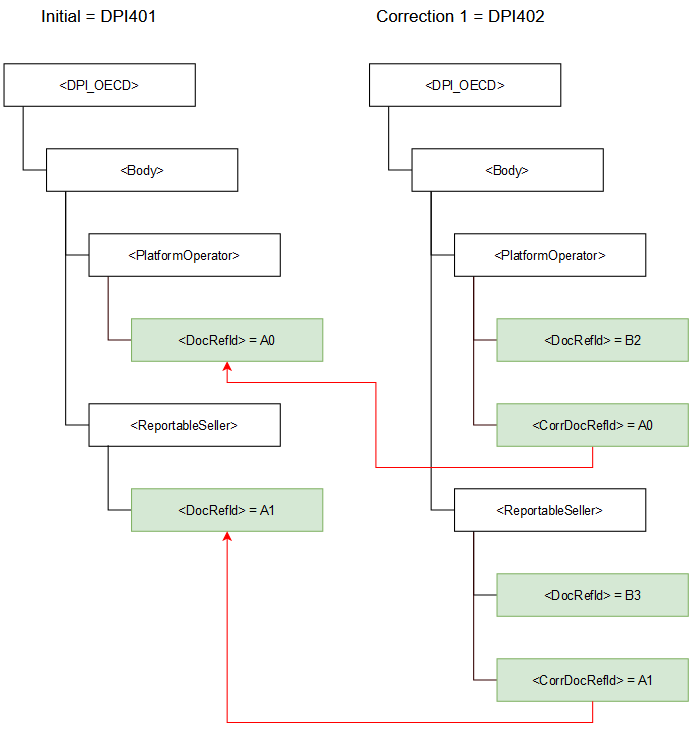 Initial = DPI401
Correction 1 = DPI402
<DPI_OECD>
<DPI_OECD>
<Body>
<Body>
<PlatformOperator>
<PlatformOperator>
<DocRefId> = A0
<DocRefId> = B2
<ReportableSeller>
<CorrDocRefId> = A0
<DocRefId> = A1
<ReportableSeller>
<DocRefId> = B3
<CorrDocRefId> = A1